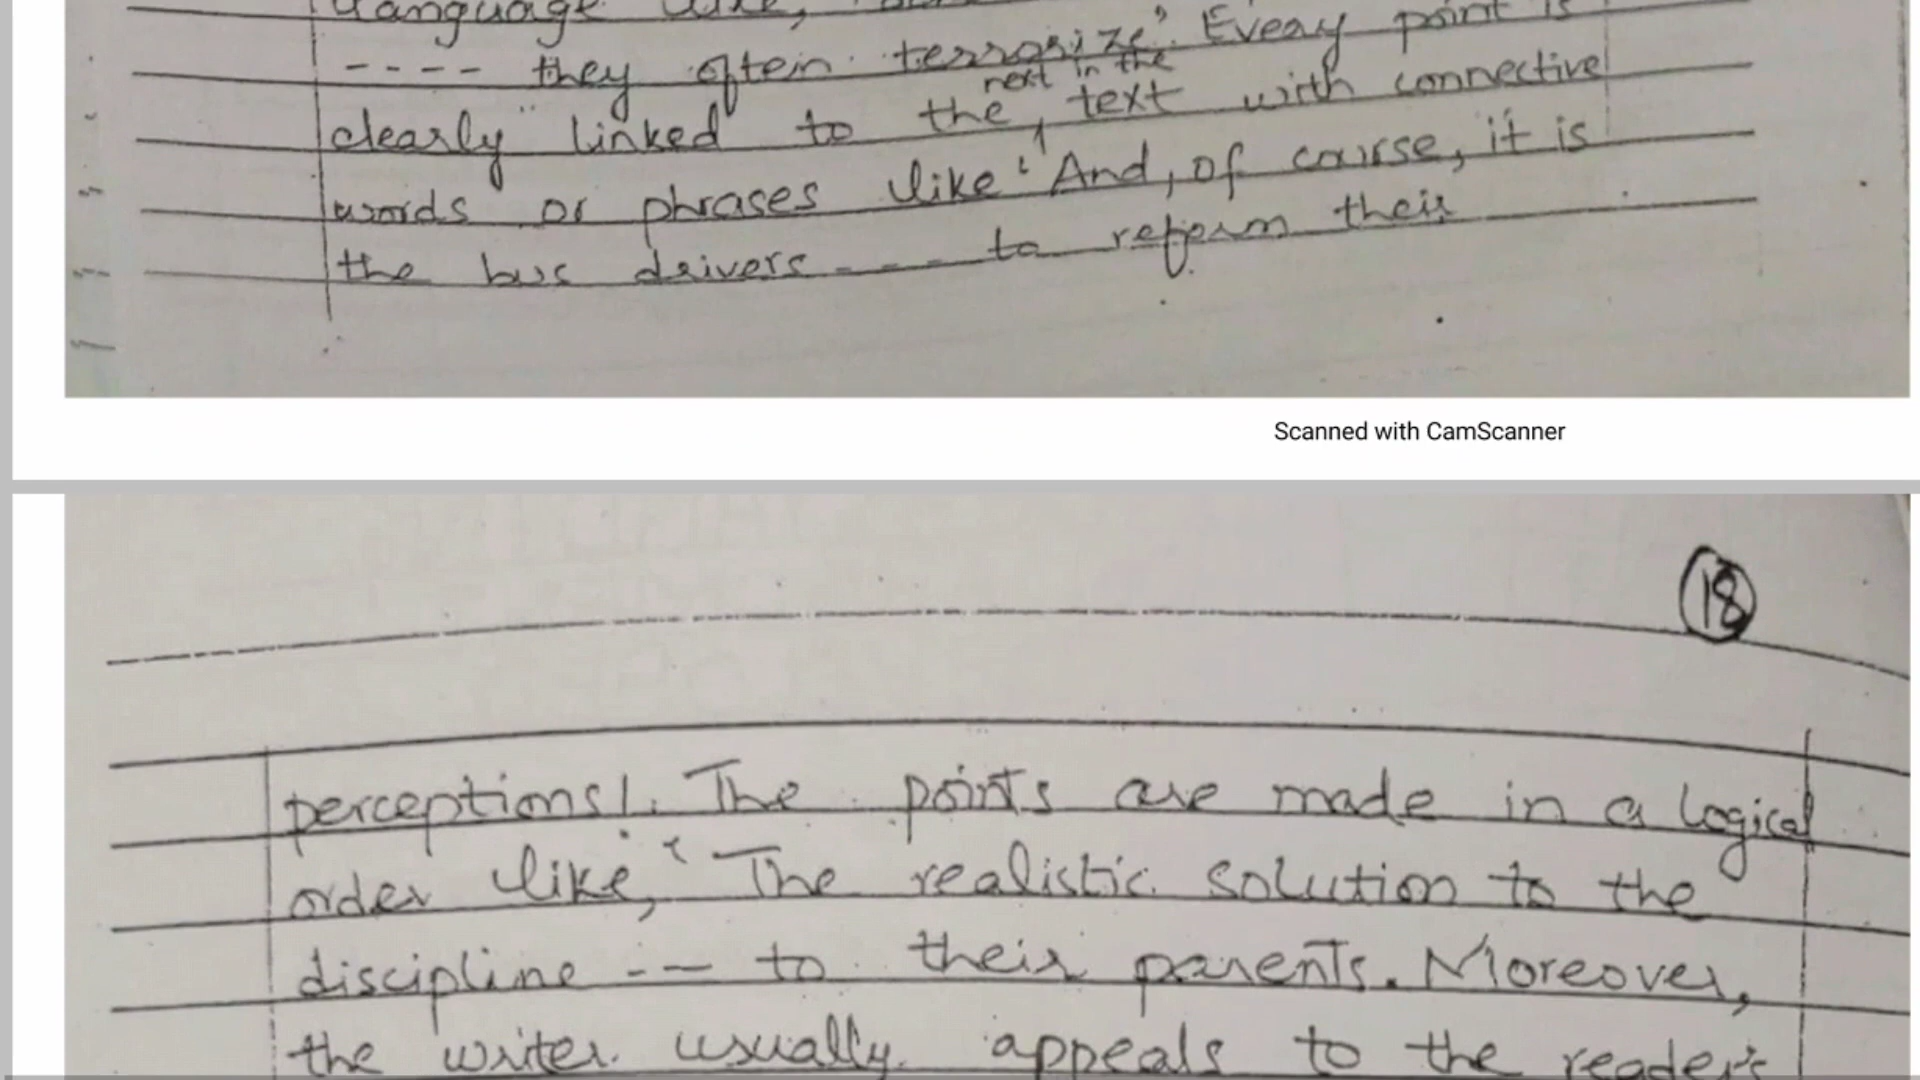 language like,
---- they often terrorize'. Eveay point is
clearly linked to the next in the text with connective
words or phrases like 'And, of course, it is
the bus drivers ---- to reform their
Scanned with CamScanner
18
perceptions!. The points are made in a logical
order like, 'The realistic solution to the
discipline --- to their parents. Moreover,
the writer usually appeals to the reader's